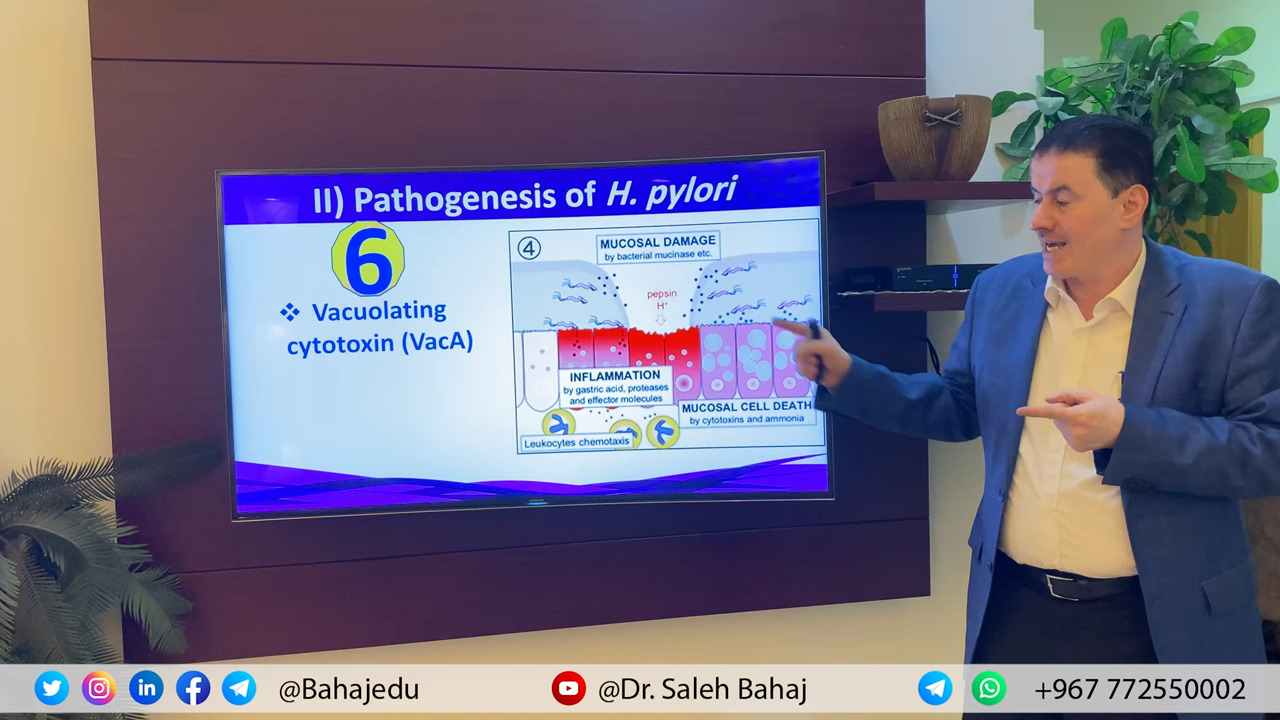 II) Pathogenesis of H. pylori
6
❖ Vacuolating
cytotoxin (VacA)
④
MUCOSAL DAMAGE
by bacterial mucinase etc.
pepsin
H⁺
INFLAMMATION
by gastric acid, proteases
and effector molecules
MUCOSAL CELL DEATH
by cytotoxins and ammonia
Leukocytes chemotaxis
@Bahajedu
@Dr. Saleh Bahaj
+967 772550002